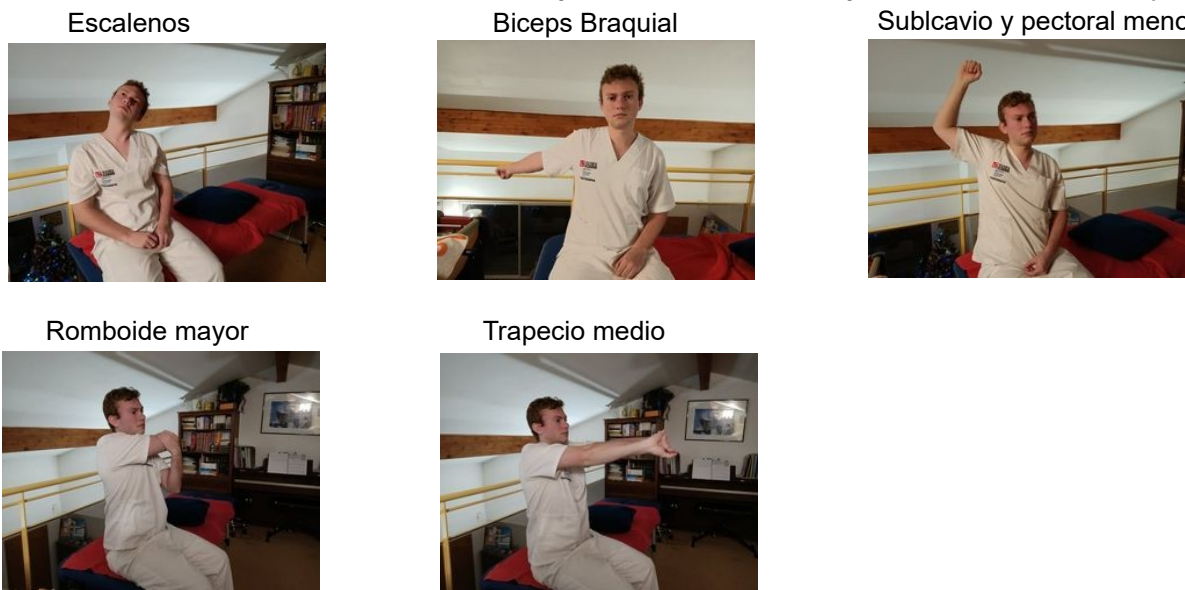 Escalenos
Biceps Braquial
Sublcavio y pectoral meno
Romboide mayor
Trapecio medio